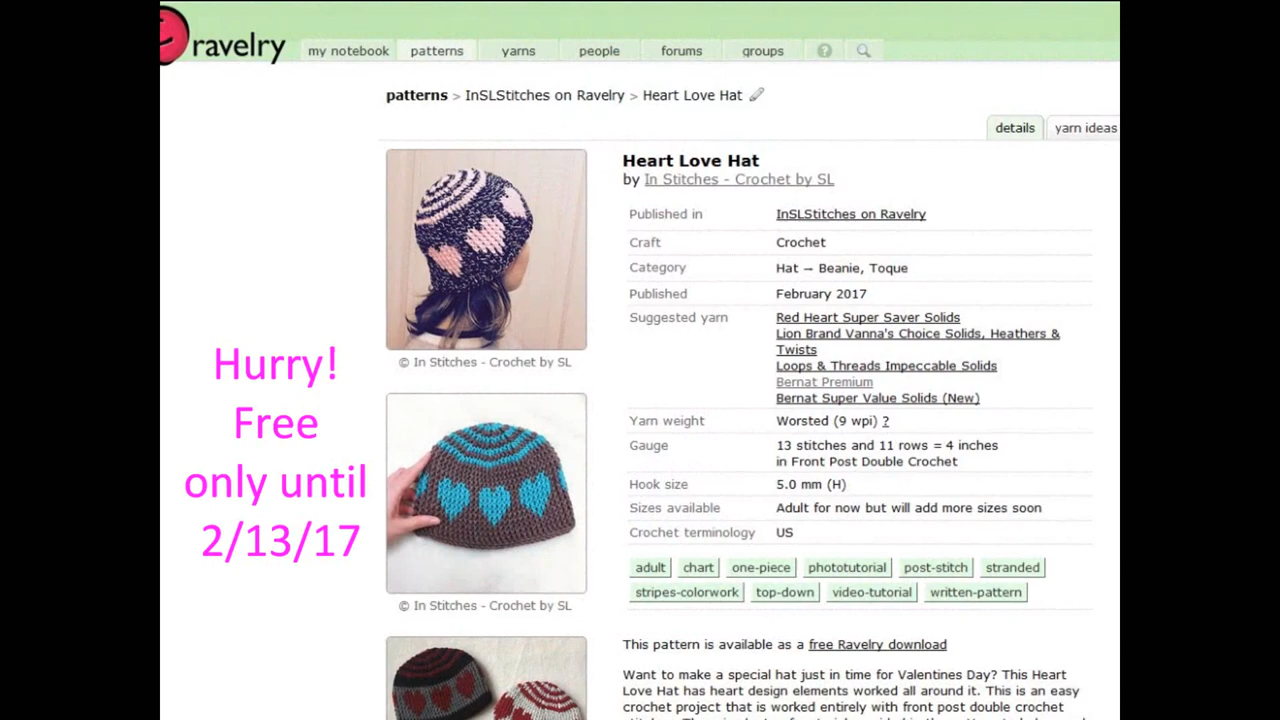 ravelry
my notebook patterns yarns people forums groups ?
patterns > InSLStitches on Ravelry > Heart Love Hat
details yarn ideas
Heart Love Hat
by In Stitches - Crochet by SL
Published in InSLStitches on Ravelry
Craft Crochet
Category Hat → Beanie, Toque
Published February 2017
Suggested yarn Red Heart Super Saver Solids
Lion Brand Vanna's Choice Solids, Heathers &
Twists
Loops & Threads Impeccable Solids
Bernat Premium
Bernat Super Value Solids (New)
Yarn weight Worsted (9 wpi) ?
Gauge 13 stitches and 11 rows = 4 inches
in Front Post Double Crochet
Hook size 5.0 mm (H)
Sizes available Adult for now but will add more sizes soon
Crochet terminology US
adult chart one-piece phototutorial post-stitch stranded
stripes-colorwork top-down video-tutorial written-pattern
This pattern is available as a free Ravelry download
Want to make a special hat just in time for Valentines Day? This Heart
Love Hat has heart design elements worked all around it. This is an easy
crochet project that is worked entirely with front post double crochet
© In Stitches - Crochet by SL
© In Stitches - Crochet by SL
Hurry!
Free
only until
2/13/17